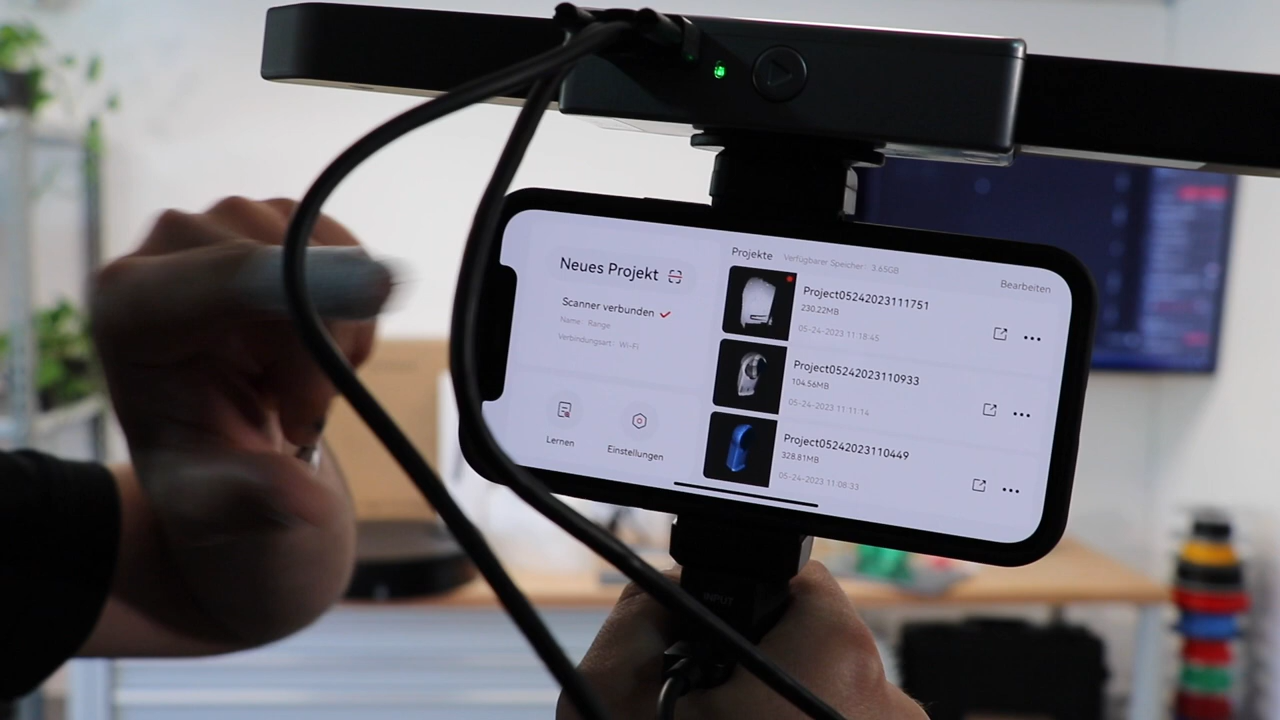 Neues Projekt
Scanner verbunden
Name: Range
Verbindungsart: Wi-Fi
Lernen
Einstellungen
Projekte Verfügbarer Speicher: 3.65GB
Bearbeiten
Project05242023111751
230.22MB
05-24-2023 11:18:45
Project05242023110933
104.56MB
05-24-2023 11:11:14
Project05242023110449
328.81MB
05-24-2023 11:08:33
INPUT